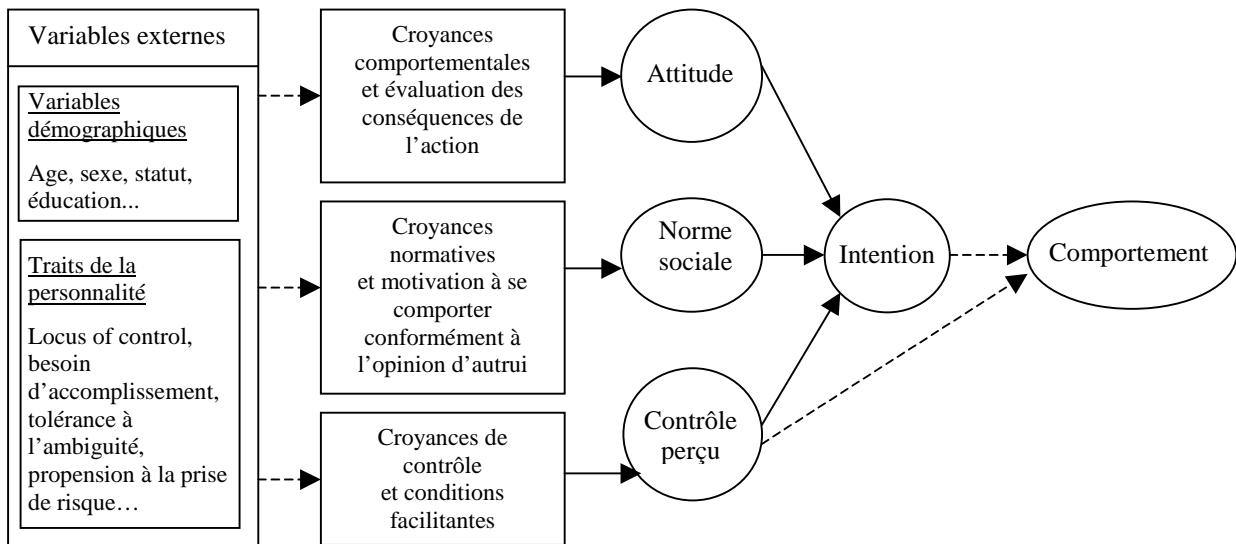 Variables externes
Variables
démographiques
Age, sexe, statut,
éducation...
Traits de la
personnalité
Locus of control,
besoin
d’accomplissement,
tolérance à
l’ambiguité,
propension à la prise
de risque…
Croyances
comportementales
et évaluation des
conséquences de
l’action
Croyances
normatives
et motivation à se
comporter
conformément à
l’opinion d’autrui
Croyances de
contrôle
et conditions
facilitantes
Attitude
Norme
sociale
Contrôle
perçu
Intention
Comportement